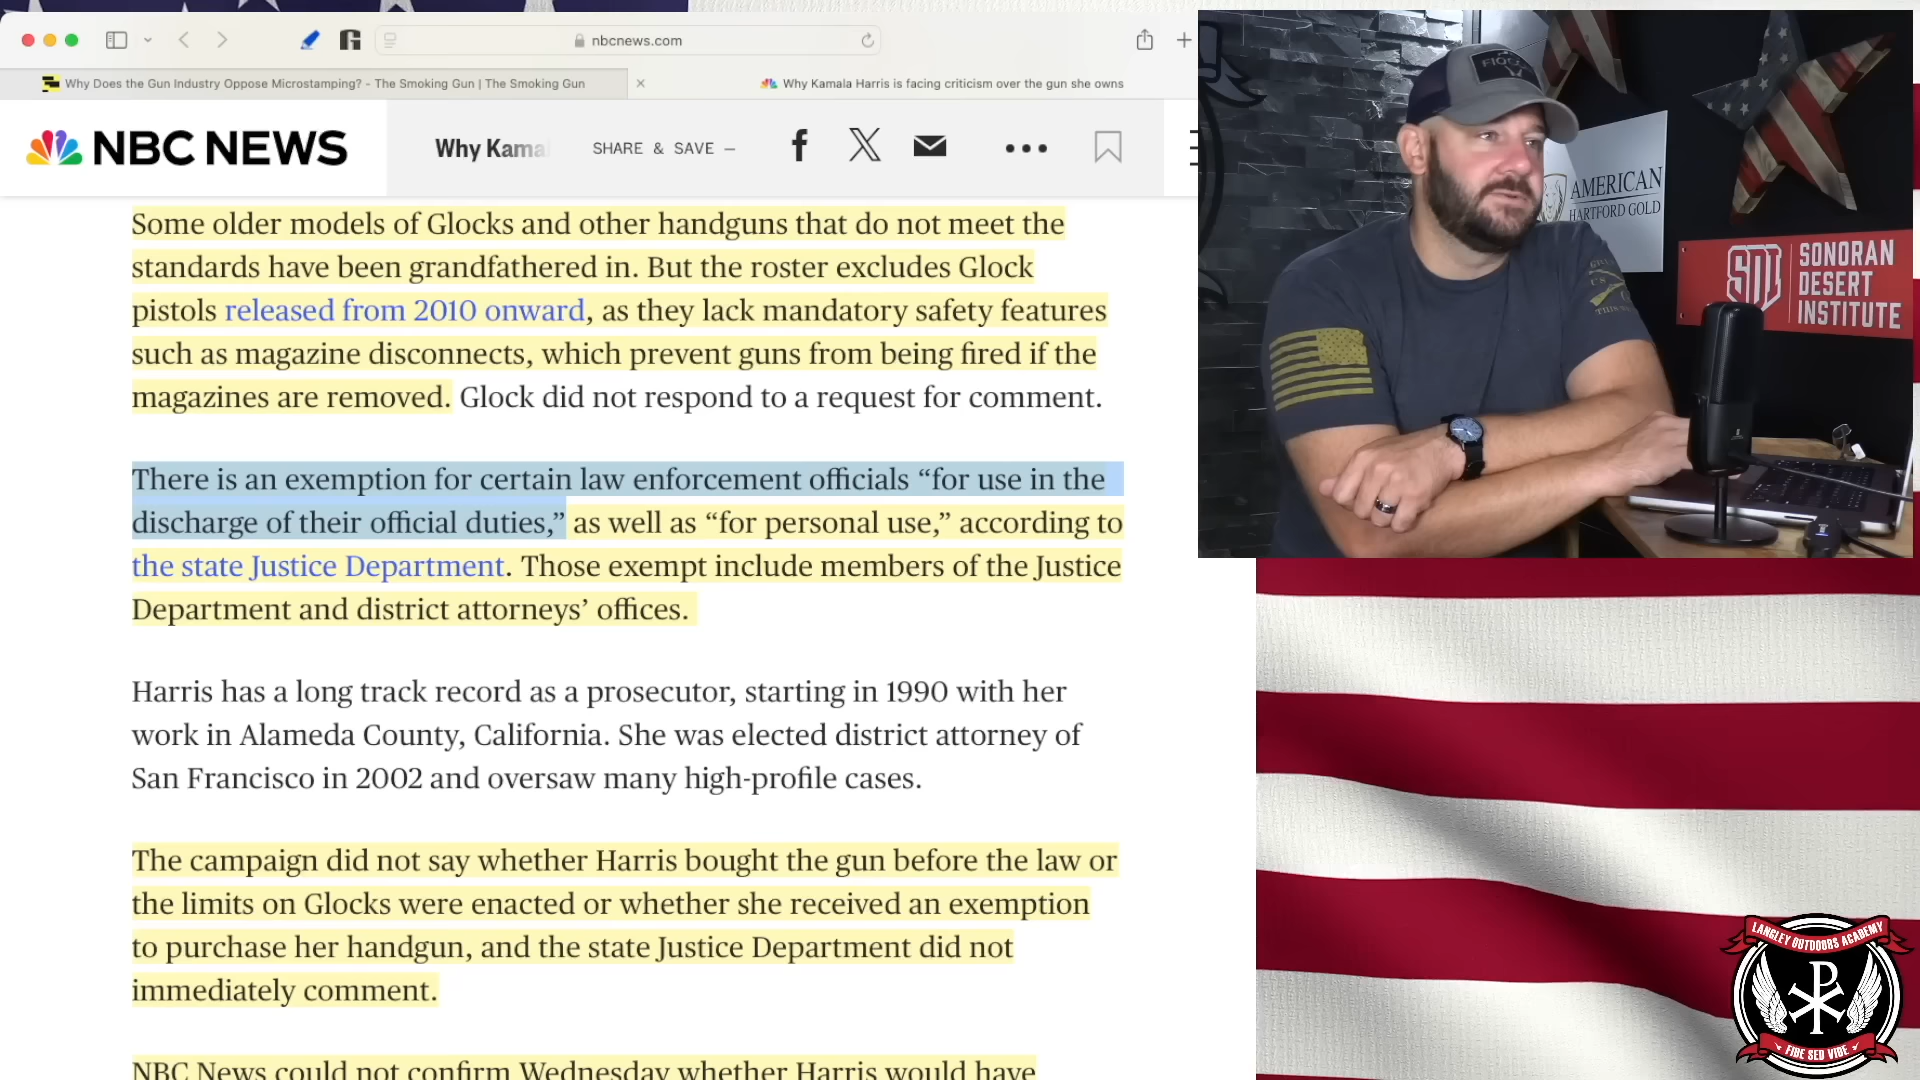 nbcnews.com
Why Does the Gun Industry Oppose Microstamping? - The Smoking Gun | The Smoking Gun
Why Kamala Harris is facing criticism over the gun she owns
NBC NEWS
Why Kama
SHARE & SAVE –
Some older models of Glocks and other handguns that do not meet the
standards have been grandfathered in. But the roster excludes Glock
pistols released from 2010 onward, as they lack mandatory safety features
such as magazine disconnects, which prevent guns from being fired if the
magazines are removed. Glock did not respond to a request for comment.
There is an exemption for certain law enforcement officials “for use in the
discharge of their official duties,” as well as “for personal use,” according to
the state Justice Department. Those exempt include members of the Justice
Department and district attorneys’ offices.
Harris has a long track record as a prosecutor, starting in 1990 with her
work in Alameda County, California. She was elected district attorney of
San Francisco in 2002 and oversaw many high-profile cases.
The campaign did not say whether Harris bought the gun before the law or
the limits on Glocks were enacted or whether she received an exemption
to purchase her handgun, and the state Justice Department did not
immediately comment.
NBC News could not confirm Wednesday whether Harris would have
AMERICAN
HARTFORD GOLD
SDI
SONORAN
DESERT
INSTITUTE
LANGLEY OUTDOORS ACADEMY
FIDE SED VIDE